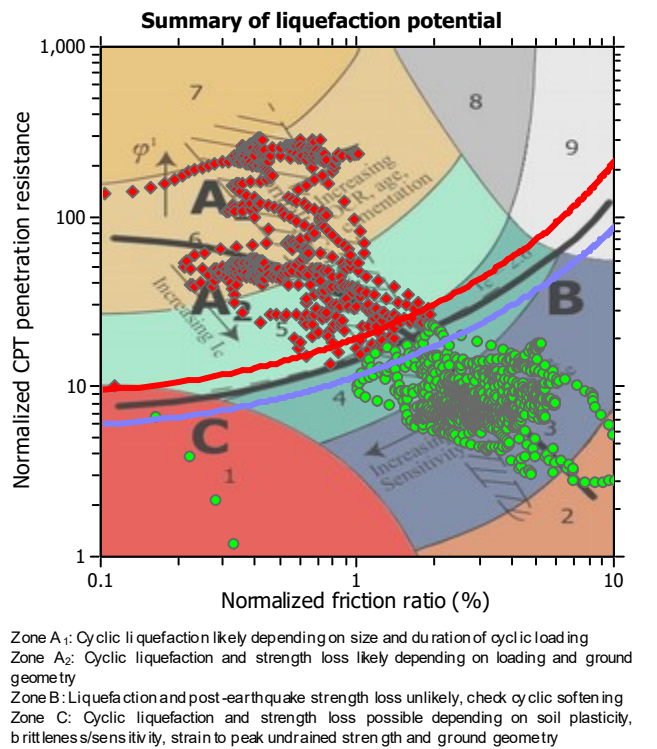 Summary of liquefaction potential
1,000
7
8
9
φ'
Increasing
OCR, age,
cementation
A
100
6
A2
B
Increasing Ic
5
10
4
C
3
Increasing
Sensitivity
1
2
1
0.1
1
10
Normalized CPT penetration resistance
Normalized friction ratio (%)
Zone A1: Cyclic liquefaction likely depending on size and duration of cyclic loading
Zone A2: Cyclic liquefaction and strength loss likely depending on loading and ground
geometry
Zone B: Liquefaction and post-earthquake strength loss unlikely, check cyclic softening
Zone C: Cyclic liquefaction and strength loss possible depending on soil plasticity,
brittleness/sensitivity, strain to peak undrained strength and ground geometry